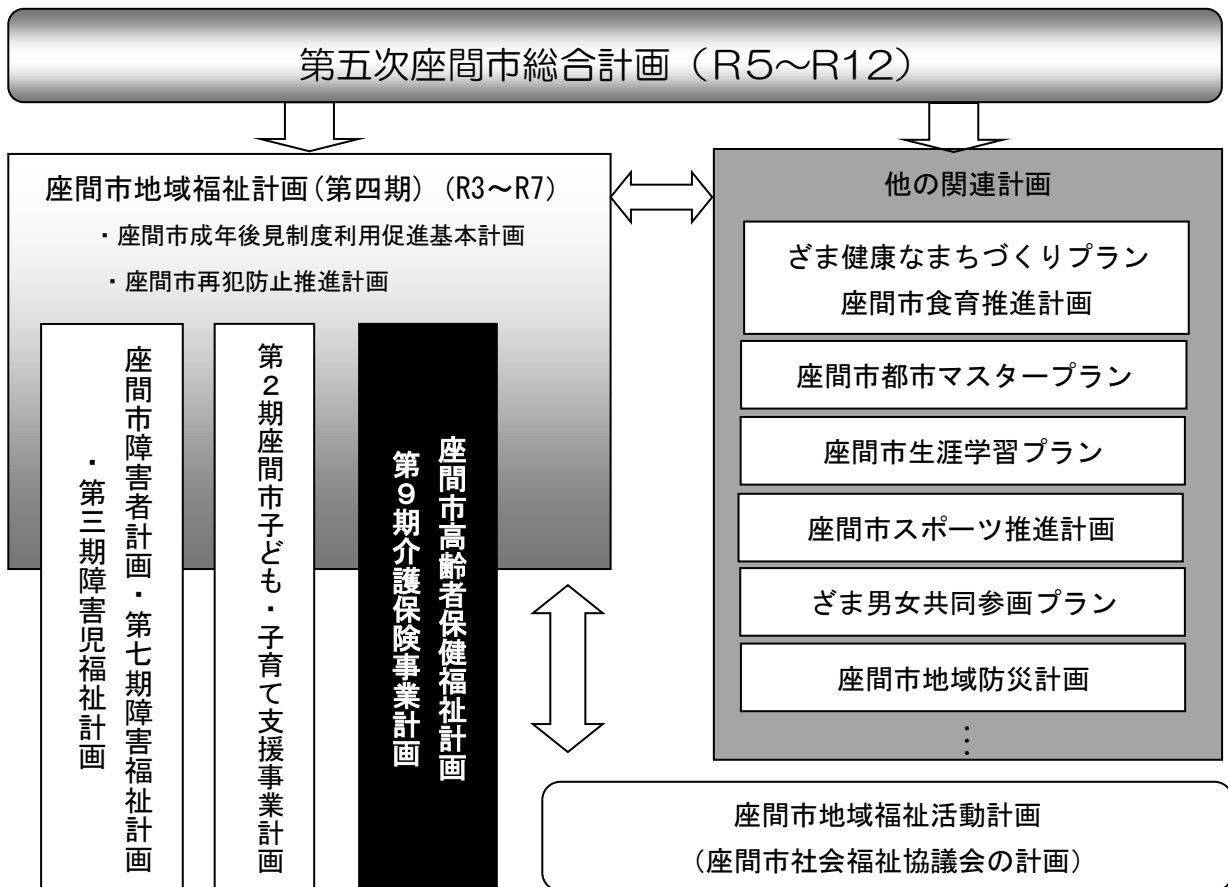 第五次座間市総合計画（R5～R12）
座間市地域福祉計画(第四期) (R3～R7)
・座間市成年後見制度利用促進基本計画
・座間市再犯防止推進計画
座間市障害者計画・第七期障害福祉計画
・第三期障害児福祉計画
第２期座間市子ども・子育て支援事業計画
座間市高齢者保健福祉計画
第９期介護保険事業計画
他の関連計画
ざま健康なまちづくりプラン
座間市食育推進計画
座間市都市マスタープラン
座間市生涯学習プラン
座間市スポーツ推進計画
ざま男女共同参画プラン
座間市地域防災計画
⋮
座間市地域福祉活動計画
(座間市社会福祉協議会の計画)